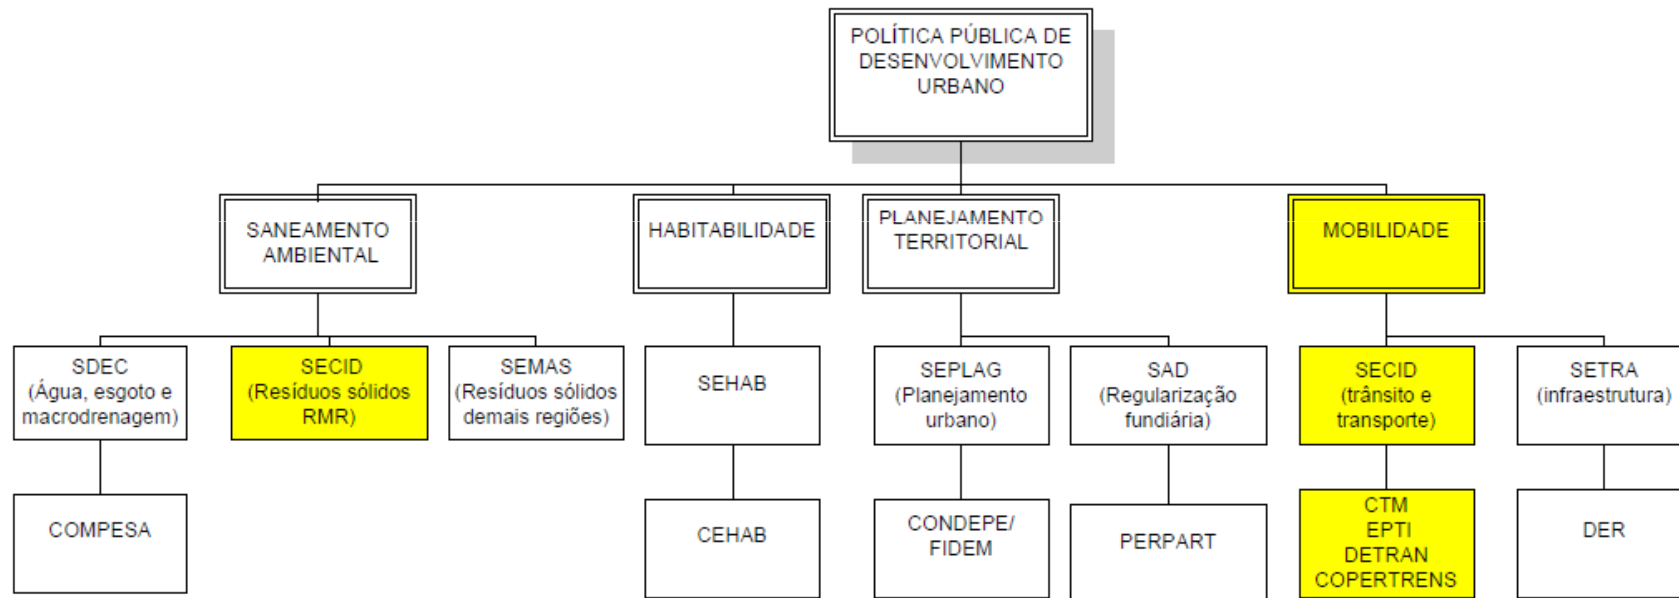 POLÍTICA PÚBLICA DE
DESENVOLVIMENTO
URBANO
SANEAMENTO
AMBIENTAL
HABITABILIDADE
PLANEJAMENTO
TERRITORIAL
MOBILIDADE
SDEC
(Água, esgoto e
macrodrenagem)
SECID
(Resíduos sólidos
RMR)
SEMAS
(Resíduos sólidos
demais regiões)
SEHAB
SEPLAG
(Planejamento
urbano)
SAD
(Regularização
fundiária)
SECID
(trânsito e
transporte)
SETRA
(infraestrutura)
COMPESA
CEHAB
CONDEPE/
FIDEM
PERPART
CTM
EPTI
DETRAN
COPERTRENS
DER